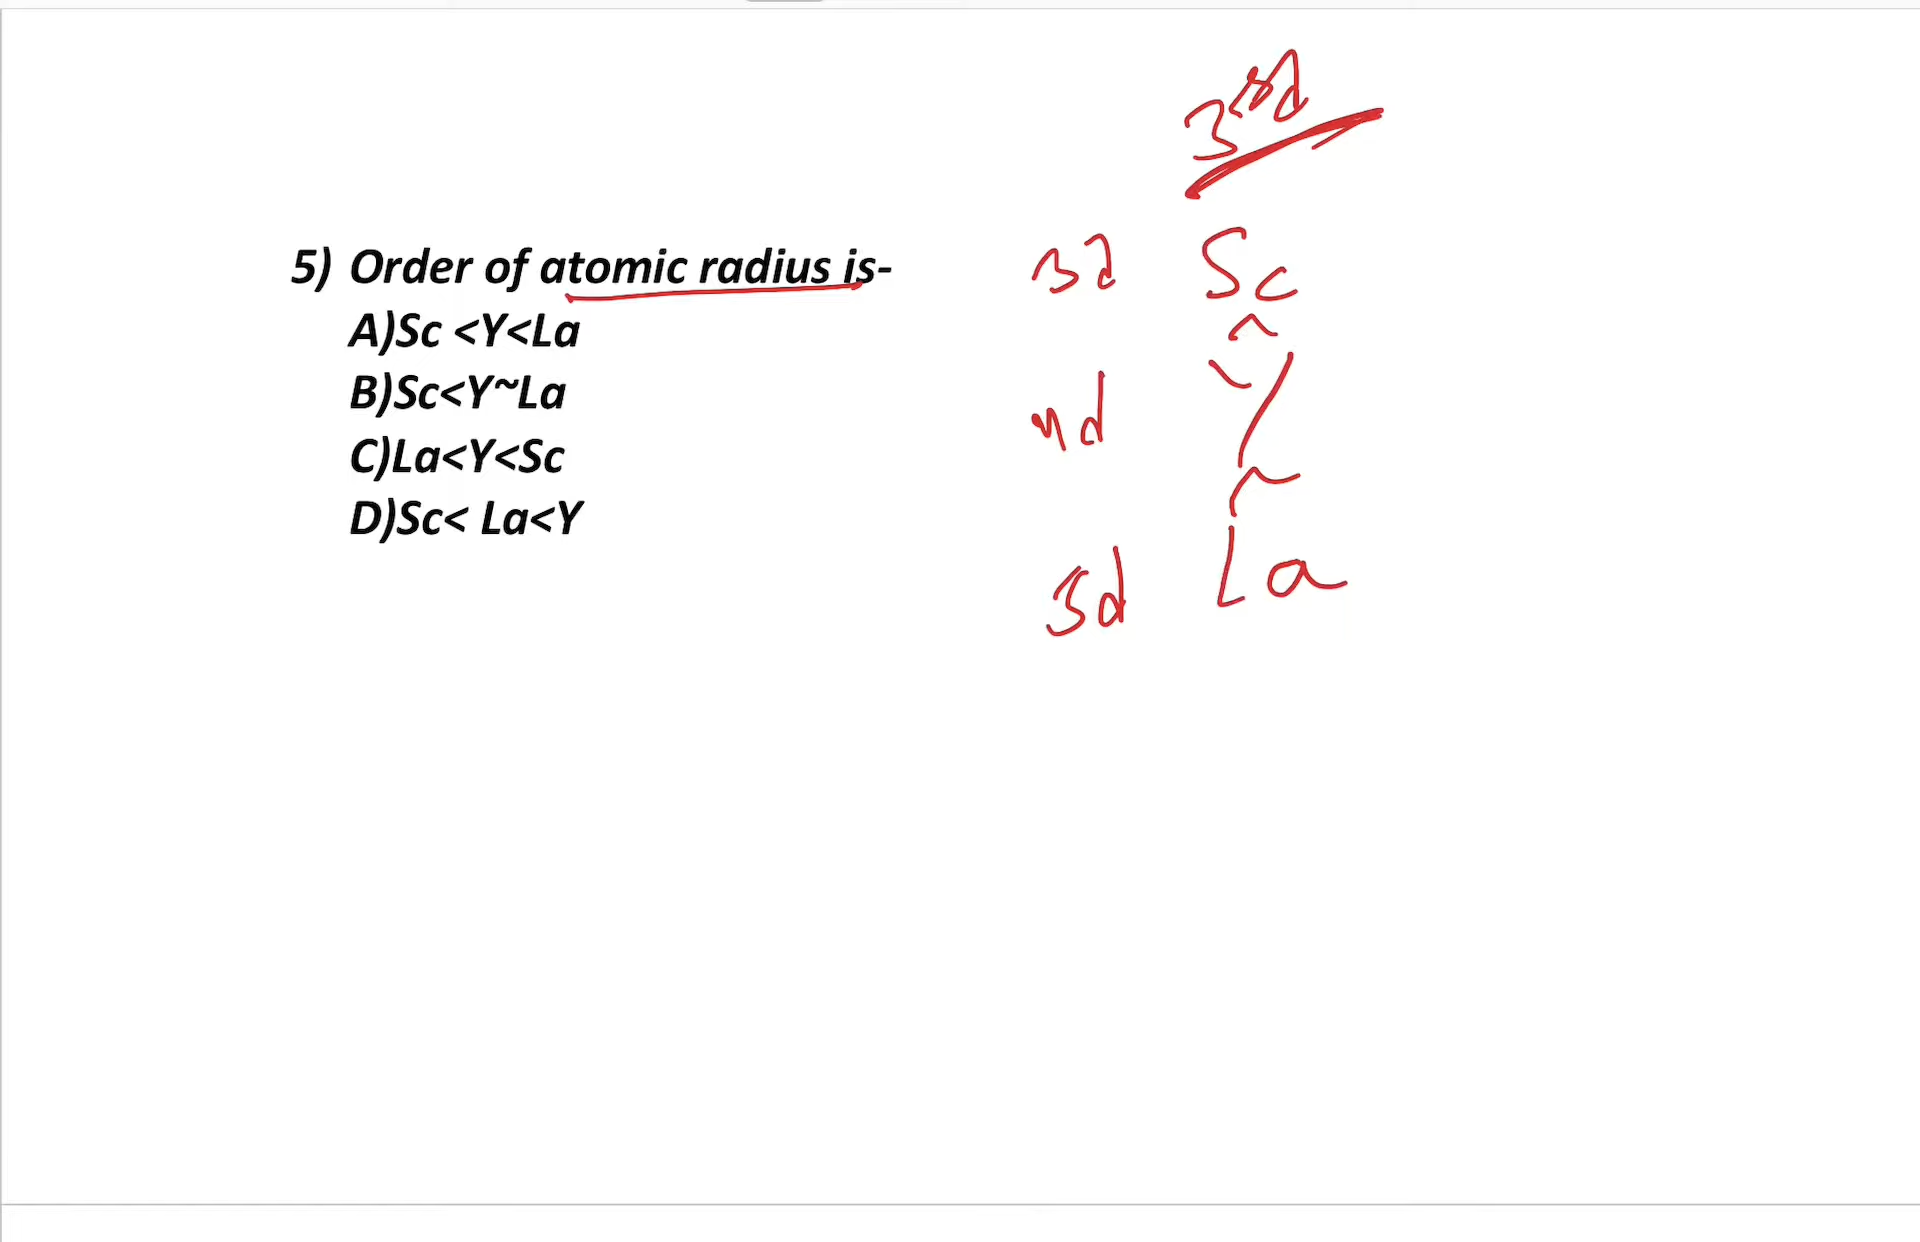 3rd
5) Order of atomic radius is-
A)Sc <Y<La
B)Sc<Y~La
C)La<Y<Sc
D)Sc< La<Y
3d Sc
<
4d Y
<
5d La